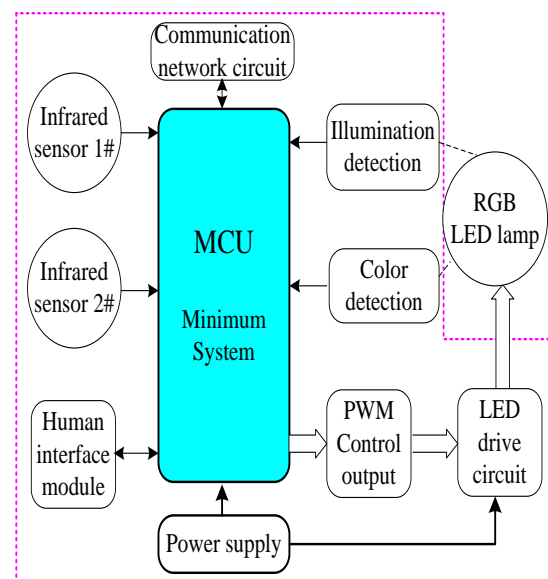 Communication
network circuit
Infrared
sensor 1#
Illumination
detection
RGB
LED lamp
MCU
Minimum
System
Infrared
sensor 2#
Color
detection
Human
interface
module
PWM
Control
output
LED
drive
circuit
Power supply